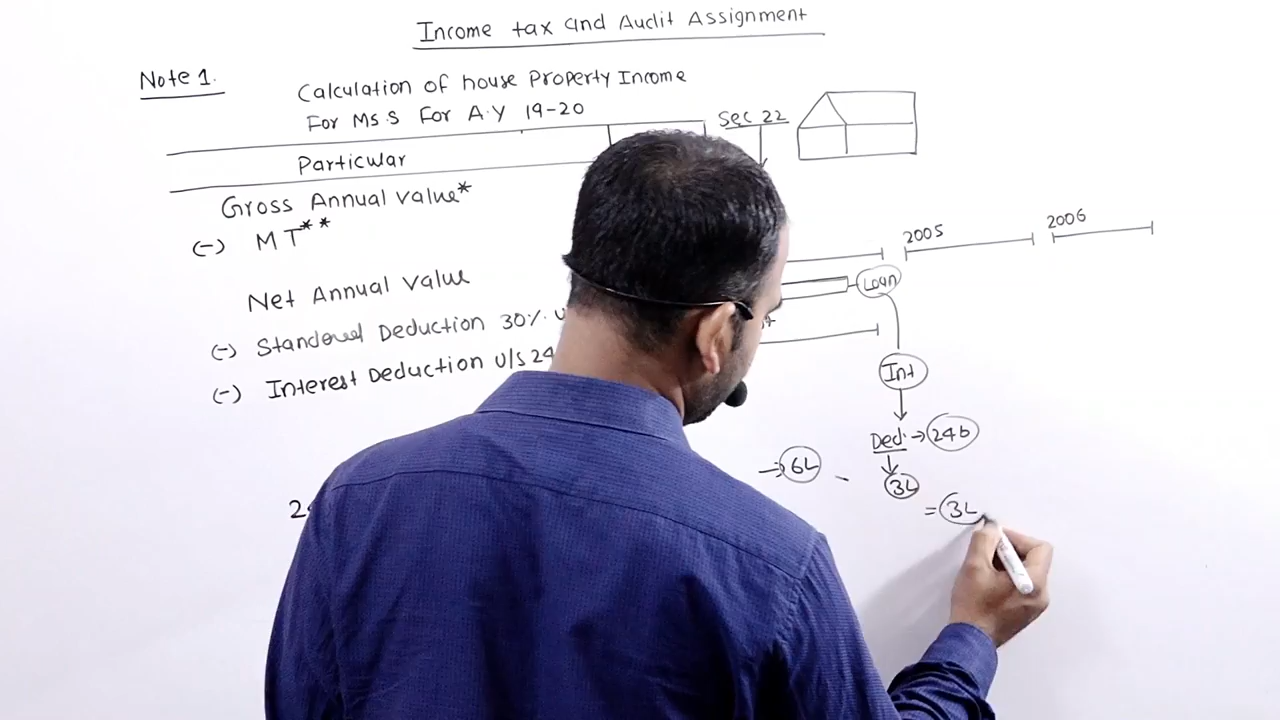 Income tax and Audit Assignment
Note 1.
Calculation of house Property Income
For Ms.S For A.Y 19-20
Sec 22
Particular
Gross Annual value*
(-) MT**
2005
2006
Net Annual value
Loan
(-) Standered Deduction 30%
(-) Interest Deduction U/S 24
Int
Ded. → 24b
→ 6L -
3L
= 3L